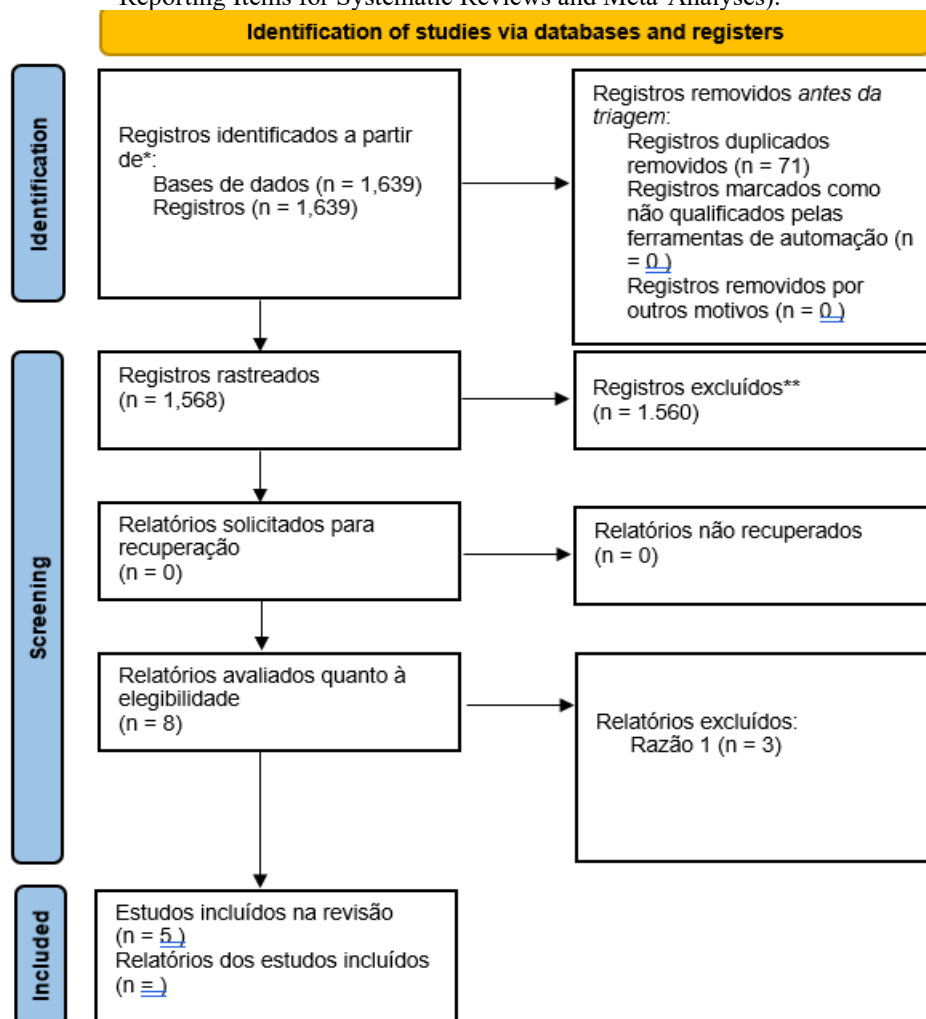 Reporting Items for Systematic Reviews and Meta-Analyses).
Identification of studies via databases and registers
Identification
Registros identificados a partir
de*:
Bases de dados (n = 1,639)
Registros (n = 1,639)
Registros removidos antes da
triagem:
Registros duplicados
removidos (n = 71)
Registros marcados como
não qualificados pelas
ferramentas de automação (n
= 0 )
Registros removidos por
outros motivos (n = 0 )
Screening
Registros rastreados
(n = 1,568)
Registros excluídos**
(n = 1.560)
Relatórios solicitados para
recuperação
(n = 0)
Relatórios não recuperados
(n = 0)
Relatórios avaliados quanto à
elegibilidade
(n = 8)
Relatórios excluídos:
Razão 1 (n = 3)
Included
Estudos incluídos na revisão
(n = 5 )
Relatórios dos estudos incluídos
(n = )